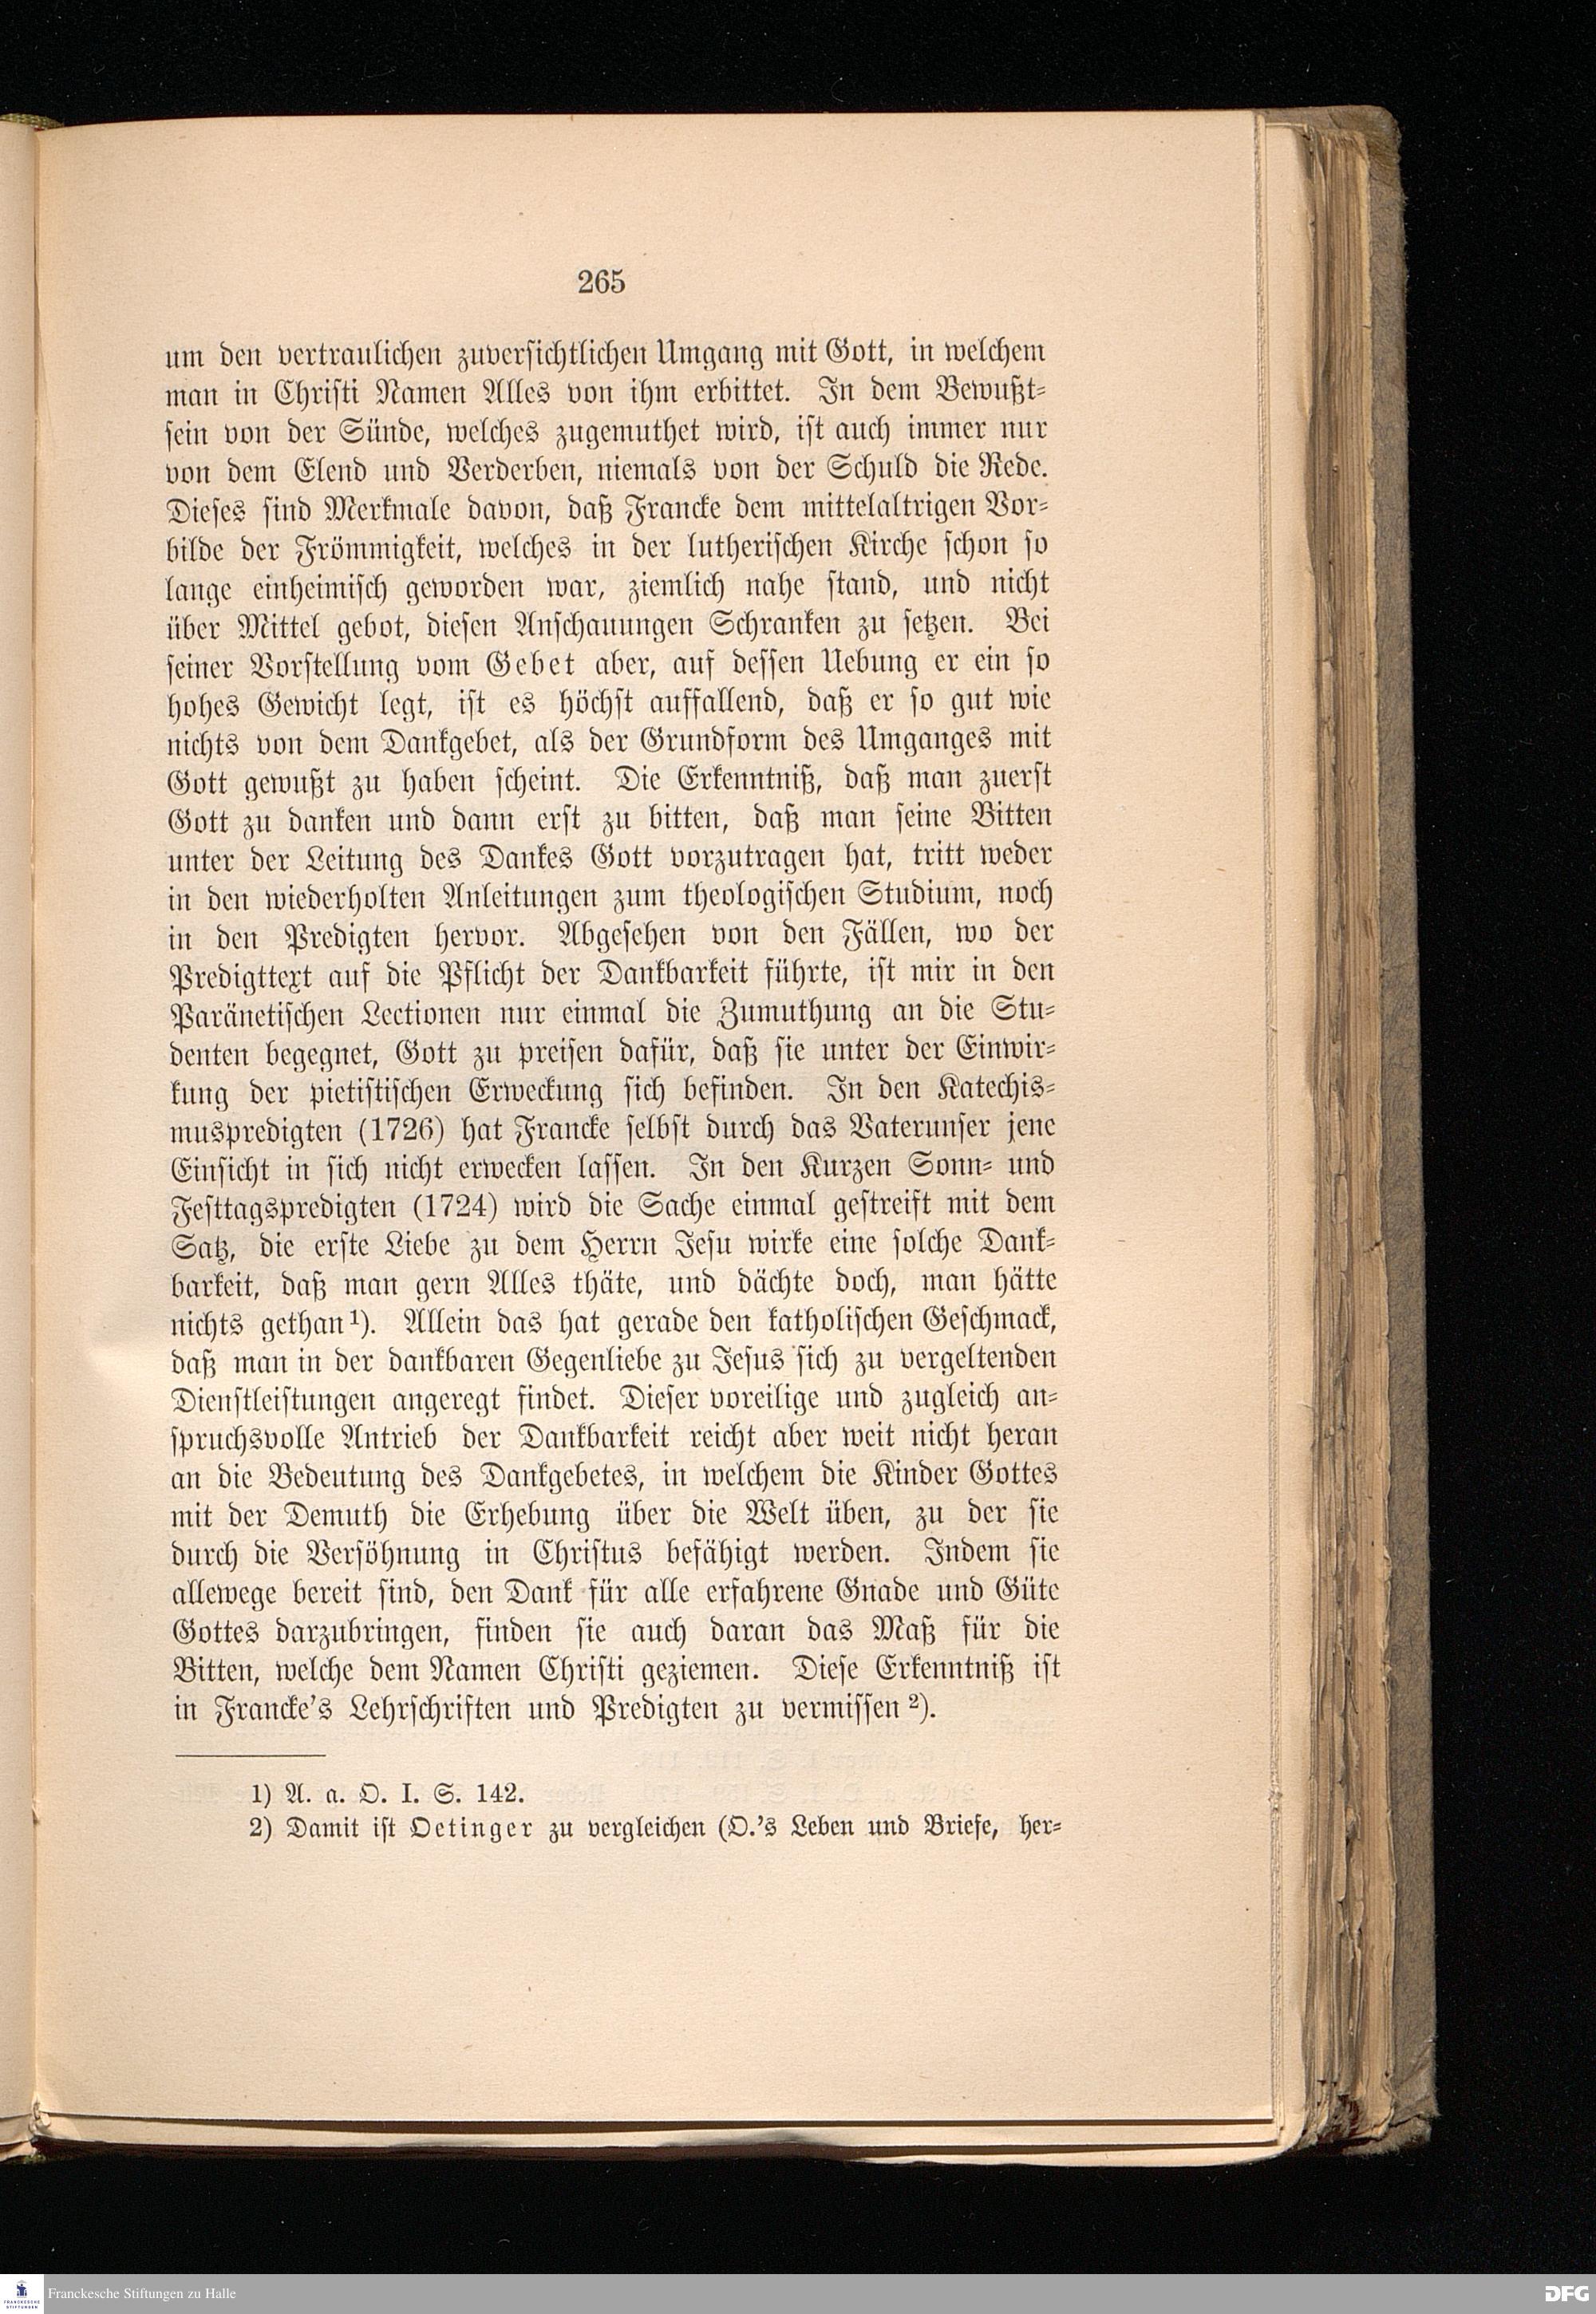 265
um den vertraulichen zuversichtlichen Umgang mit Gott, in welchem
man in Christi Namen Alles von ihm erbittet. In dem Bewußt-
sein von der Sünde, welches zugemuthet wird, ist auch immer nur
von dem Elend und Verderben, niemals von der Schuld die Rede.
Dieses sind Merkmale davon, daß Francke dem mittelaltrigen Vor-
bilde der Frömmigkeit, welches in der lutherischen Kirche schon so
lange einheimisch geworden war, ziemlich nahe stand, und nicht
über Mittel gebot, diesen Anschauungen Schranken zu setzen. Bei
seiner Vorstellung vom Gebet aber, auf dessen Uebung er ein so
hohes Gewicht legt, ist es höchst auffallend, daß er so gut wie
nichts von dem Dankgebet, als der Grundform des Umganges mit
Gott gewußt zu haben scheint. Die Erkenntniß, daß man zuerst
Gott zu danken und dann erst zu bitten, daß man seine Bitten
unter der Leitung des Dankes Gott vorzutragen hat, tritt weder
in den wiederholten Anleitungen zum theologischen Studium, noch
in den Predigten hervor. Abgesehen von den Fällen, wo der
Predigttext auf die Pflicht der Dankbarkeit führte, ist mir in den
Paränetischen Lectionen nur einmal die Zumuthung an die Stu-
denten begegnet, Gott zu preisen dafür, daß sie unter der Einwir-
kung der pietistischen Erweckung sich befinden. In den Katechis-
muspredigten (1726) hat Francke selbst durch das Vaterunser jene
Einsicht in sich nicht erwecken lassen. In den Kurzen Sonn- und
Festtagspredigten (1724) wird die Sache einmal gestreift mit dem
Satz, die erste Liebe zu dem Herrn Jesu wirke eine solche Dank-
barkeit, daß man gern Alles thäte, und dächte doch, man hätte
nichts gethan ¹). Allein das hat gerade den katholischen Geschmack,
daß man in der dankbaren Gegenliebe zu Jesus sich zu vergeltenden
Dienstleistungen angeregt findet. Dieser voreilige und zugleich an-
spruchsvolle Antrieb der Dankbarkeit reicht aber weit nicht heran
an die Bedeutung des Dankgebetes, in welchem die Kinder Gottes
mit der Demuth die Erhebung über die Welt üben, zu der sie
durch die Versöhnung in Christus befähigt werden. Indem sie
allewege bereit sind, den Dank für alle erfahrene Gnade und Güte
Gottes darzubringen, finden sie auch daran das Maß für die
Bitten, welche dem Namen Christi geziemen. Diese Erkenntniß ist
in Francke's Lehrschriften und Predigten zu vermissen ²).
1) A. a. O. I. S. 142.
2) Damit ist Oetinger zu vergleichen (O.'s Leben und Briefe, her-
Franckesche Stiftungen zu Halle
DFG